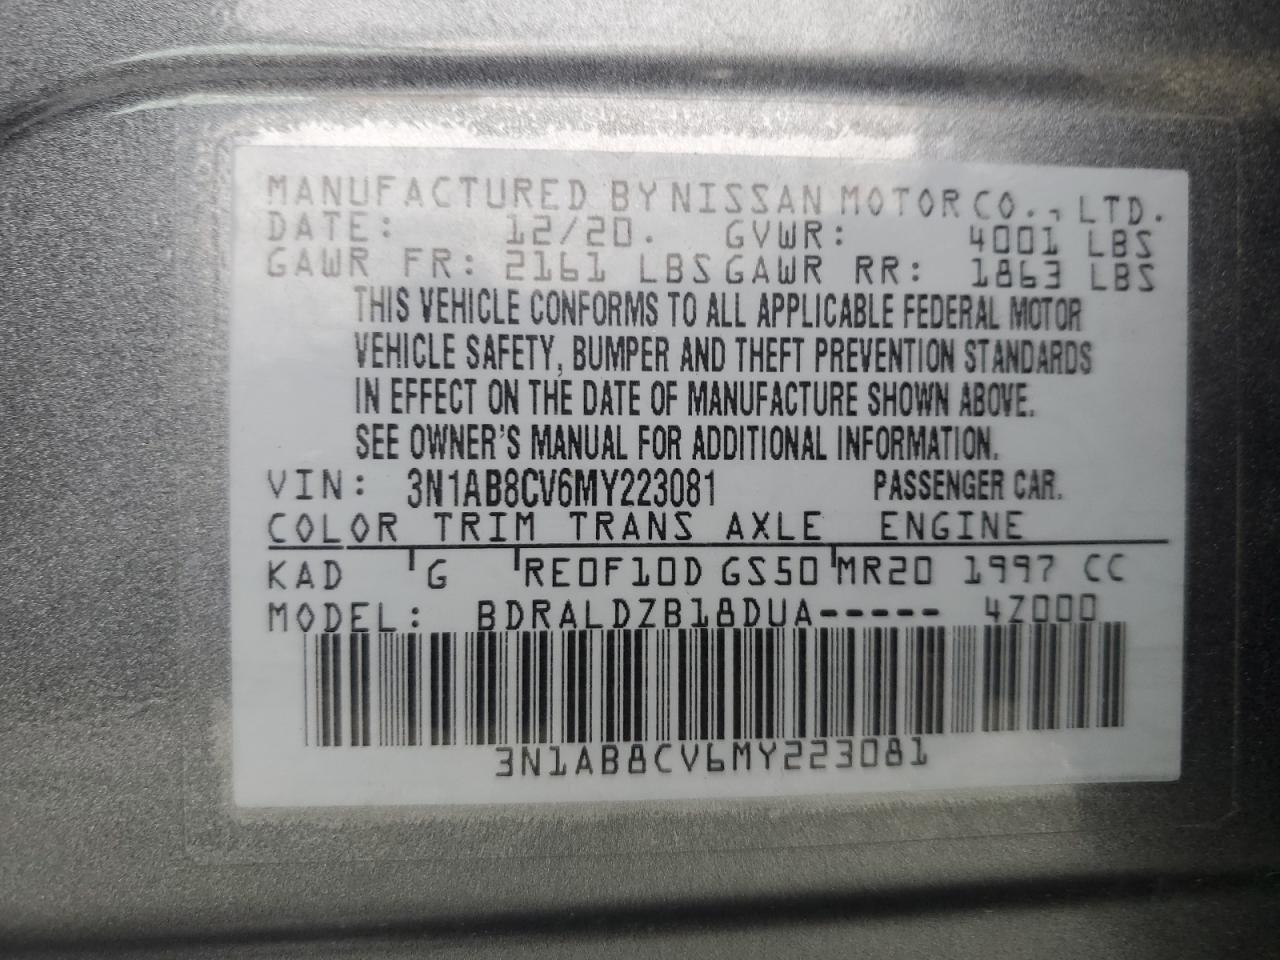 MANUFACTURED BY NISSAN MOTOR CO., LTD.
DATE: 12/20. GVWR: 4001 LBS
GAWR FR: 2161 LBS GAWR RR: 1863 LBS
THIS VEHICLE CONFORMS TO ALL APPLICABLE FEDERAL MOTOR
VEHICLE SAFETY, BUMPER AND THEFT PREVENTION STANDARDS
IN EFFECT ON THE DATE OF MANUFACTURE SHOWN ABOVE.
SEE OWNER'S MANUAL FOR ADDITIONAL INFORMATION.
VIN: 3N1AB8CV6MY223081 PASSENGER CAR.
COLOR TRIM TRANS AXLE ENGINE
KAD G RE0F10D GS50 MR20 1997 CC
MODEL: BDRALDZB18DUA----- 4Z000
3N1AB8CV6MY223081